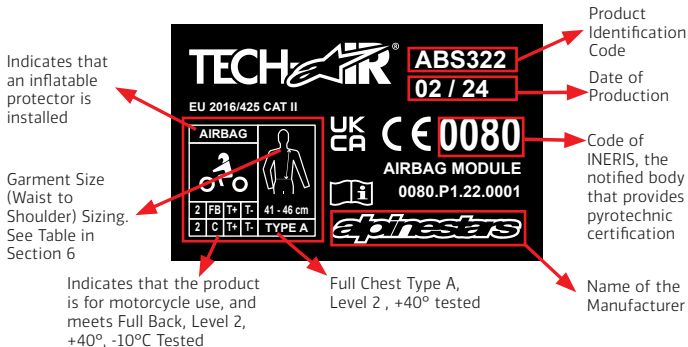 Product
Identification
Code
Indicates that
an inflatable
protector is
installed
TECH-AIR®
ABS322
02 / 24
Date of
Production
EU 2016/425 CAT II
AIRBAG
UK
CA
CE 0080
Code of
INERIS, the
notified body
that provides
pyrotechnic
certification
AIRBAG MODULE
0080.P1.22.0001
i
Garment Size
(Waist to
Shoulder) Sizing.
See Table in
Section 6
2 FB T+ T-
41 - 46 cm
2 C T+ T-
TYPE A
alpinestars
Indicates that the product
is for motorcycle use, and
meets Full Back, Level 2,
+40°, -10°C Tested
Full Chest Type A,
Level 2 , +40° tested
Name of the
Manufacturer